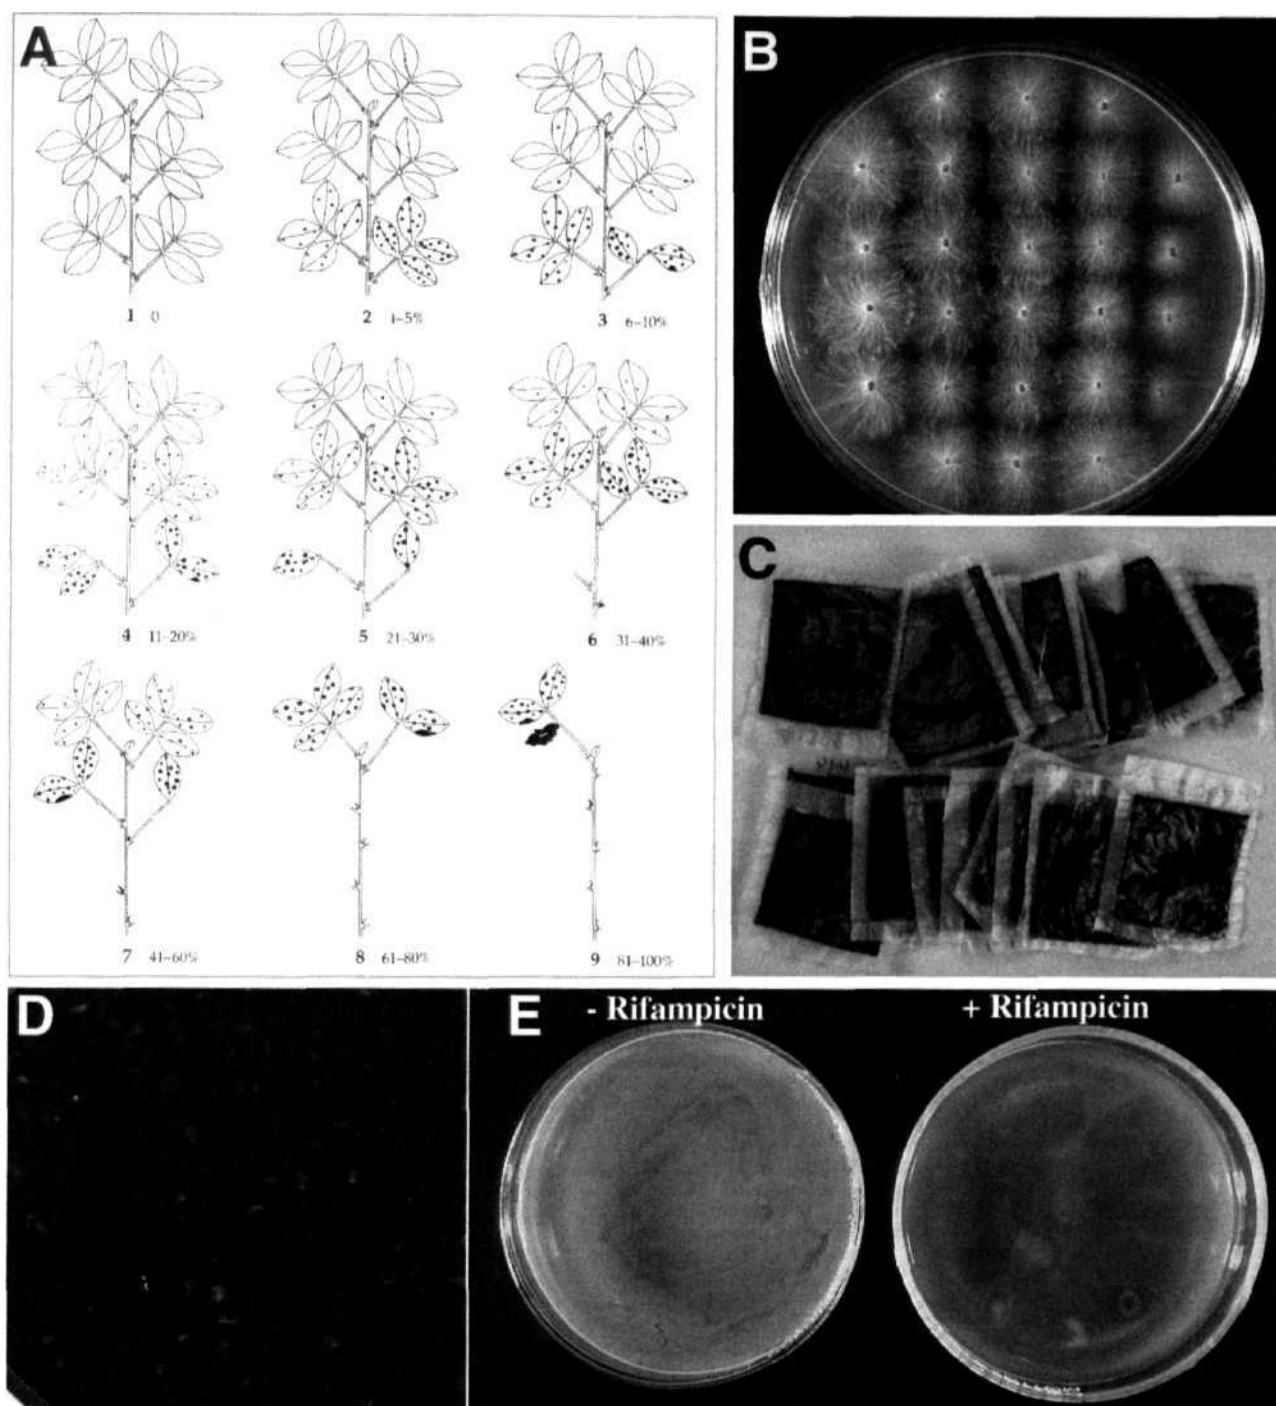 A
1 0
2 1-5%
3 6-10%
4 11-20%
5 21-30%
6 31-40%
7 41-60%
8 61-80%
9 81-100%
B
C
D
E
- Rifampicin
+ Rifampicin